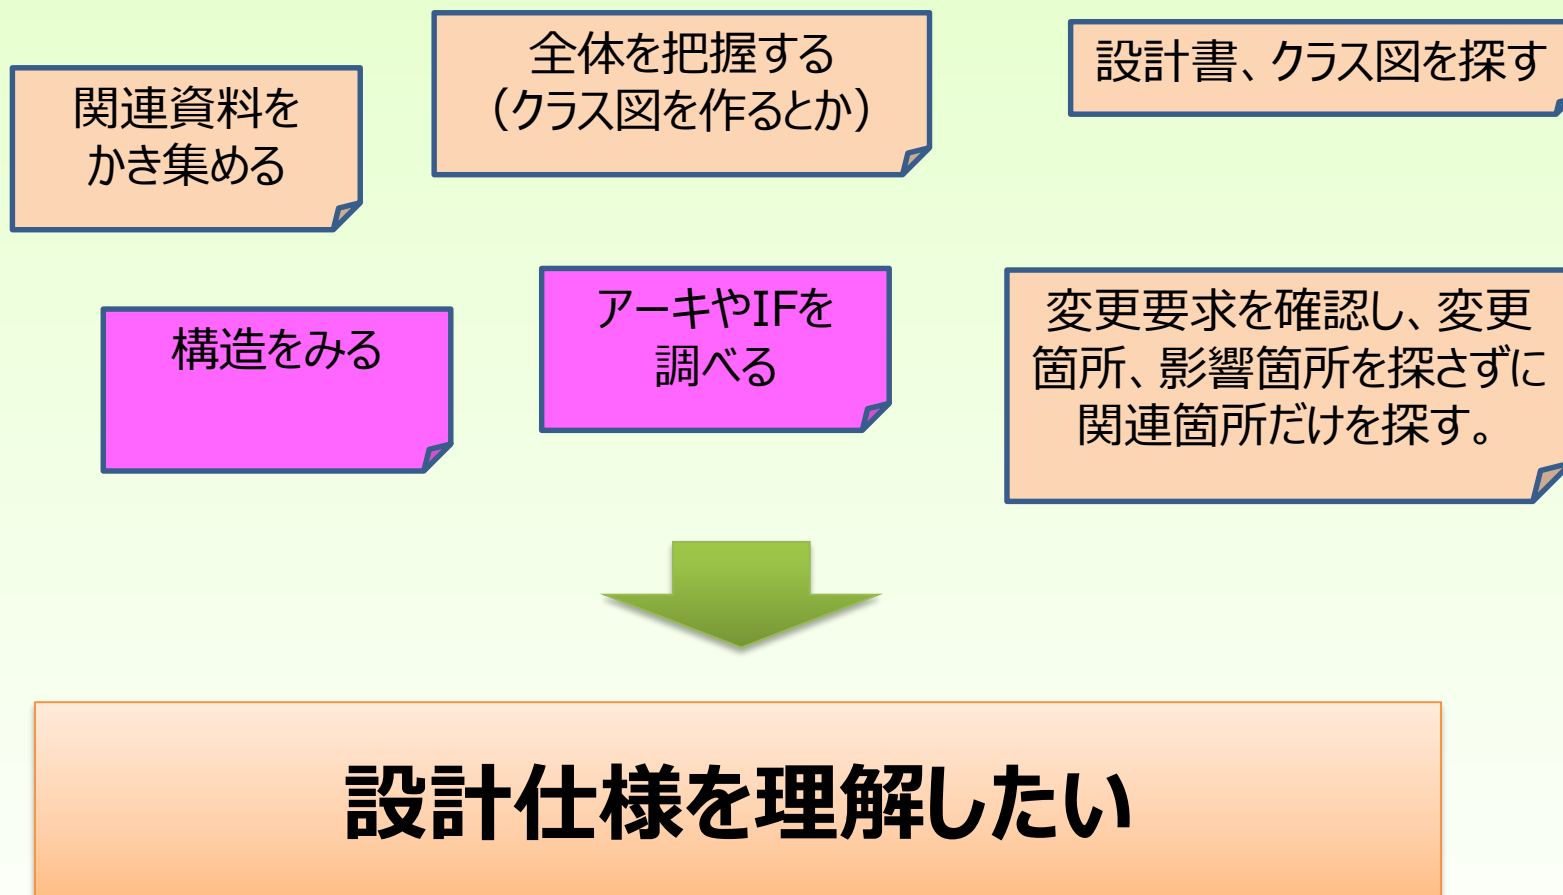 関連資料を
かき集める
全体を把握する
（クラス図を作るとか）
設計書、クラス図を探す
構造をみる
アーキやIFを
調べる
変更要求を確認し、変更
箇所、影響箇所を探さずに
関連箇所だけを探す。
設計仕様を理解したい